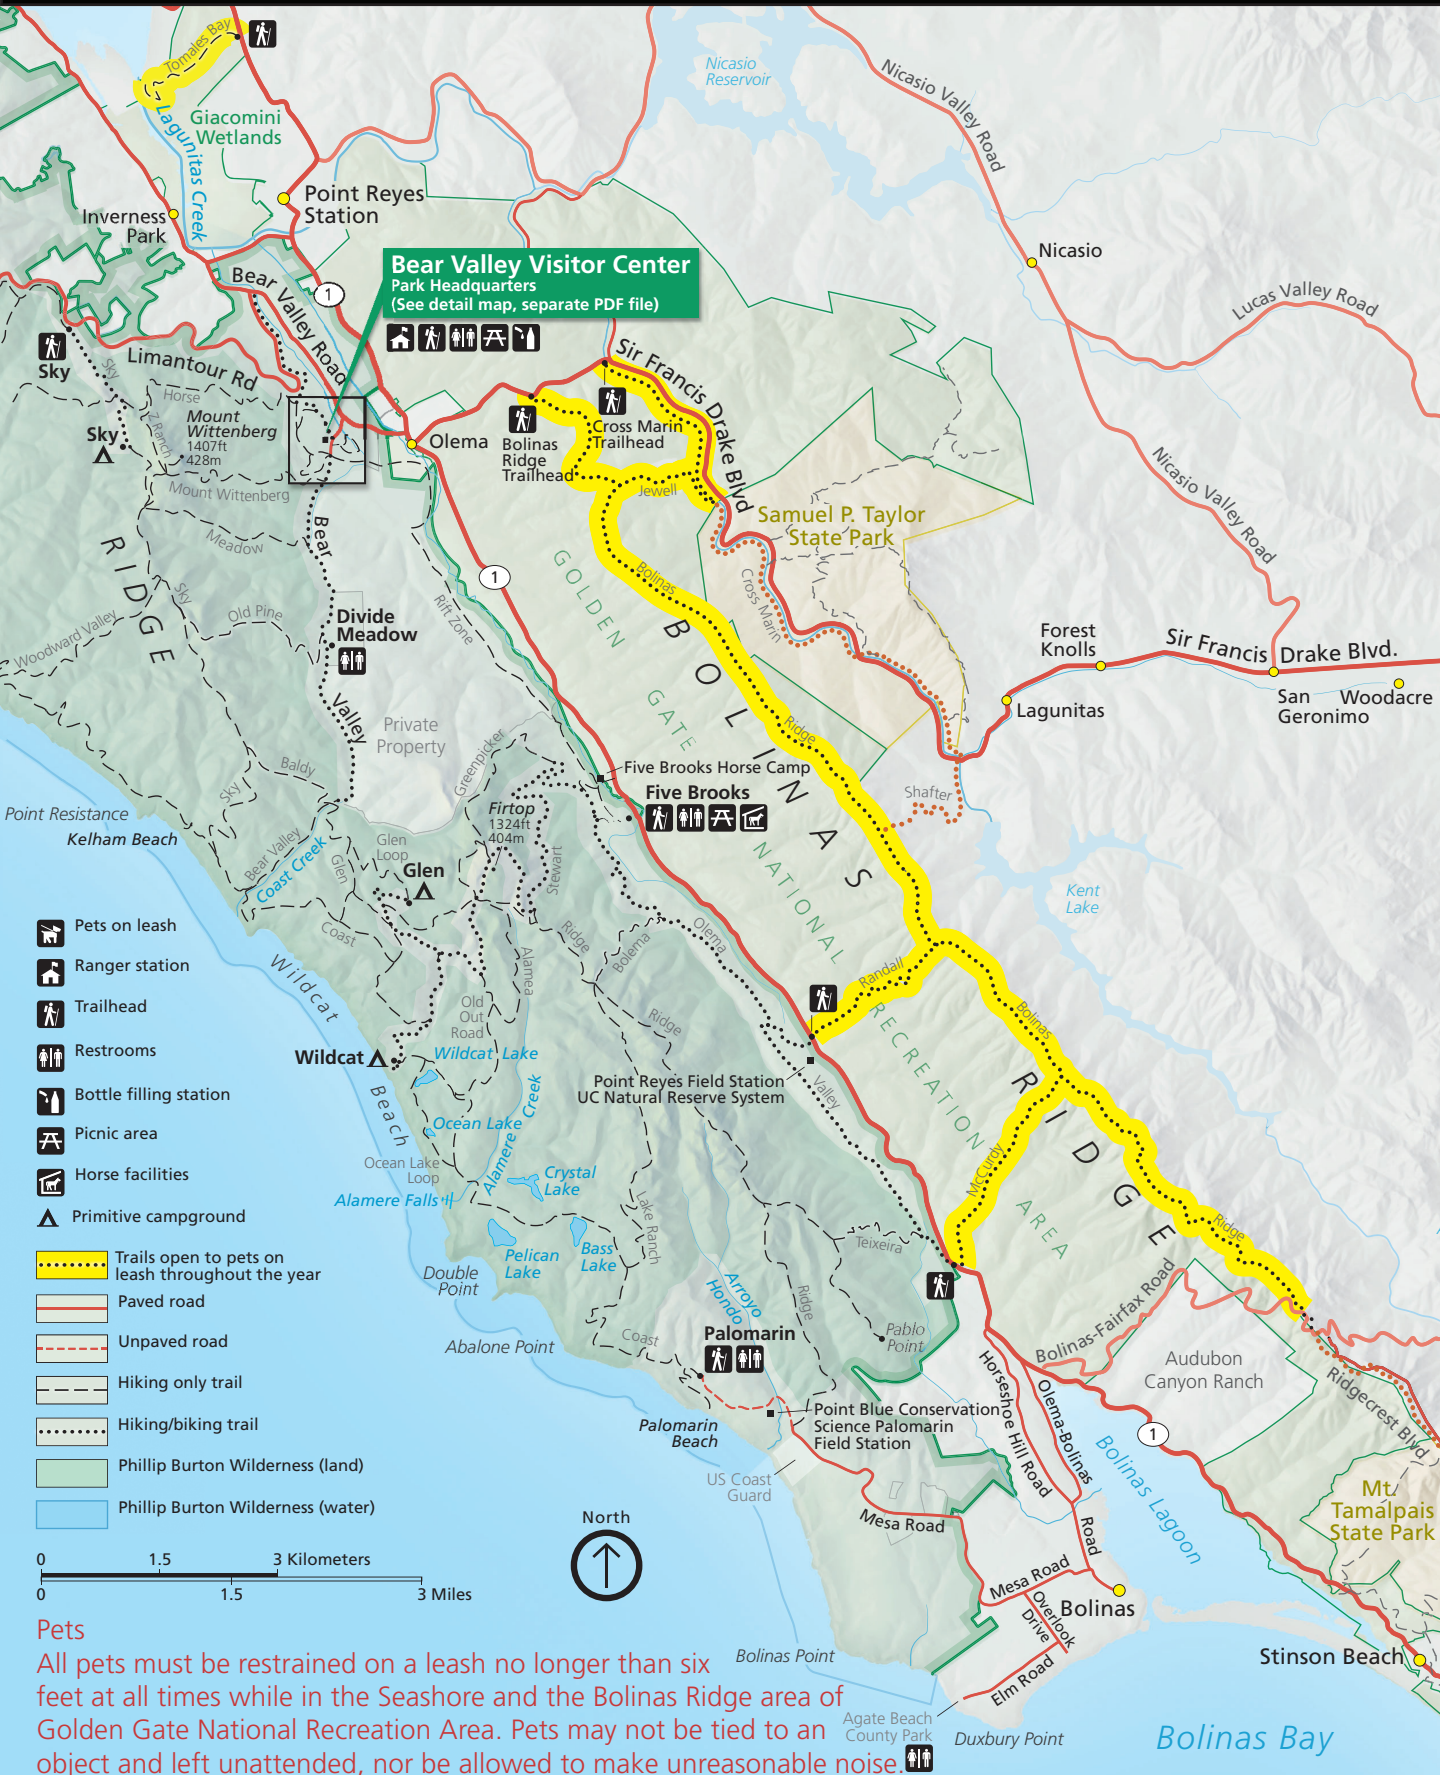 Tomales Bay
Nicasio
Reservoir
Nicasio Valley Road
Giacomini
Wetlands
Lagunitas Creek
Point Reyes
Station
Inverness
Park
Nicasio
Bear Valley Visitor Center
Park Headquarters
(See detail map, separate PDF file)
Bear Valley Road
1
Lucas Valley Road
Sky
Sky
Limantour Rd
Horse
Z Ranch
Mount
Wittenberg
1407ft
428m
Sky
Mount Wittenberg
Meadow
Olema
Bolinas
Ridge
Trailhead
Cross Marin
Trailhead
Sir Francis Drake Blvd
Jewell
Samuel P. Taylor
State Park
Nicasio Valley Road
RIDGE
Bear
Valley
1
GOLDEN
GATE
NATIONAL
RECREATION
AREA
Bolinas
Cross Marin
BOLINAS
RIDGE
Sky
Old Pine
Woodward Valley
Rift Zone
Divide
Meadow
Forest
Knolls
Sir Francis
Drake Blvd.
San
Geronimo
Woodacre
Lagunitas
Private
Property
Ridge
Greenpicker
Baldy
Sky
Five Brooks Horse Camp
Five Brooks
Shafter
Firtop
1324ft
404m
Point Resistance
Kelham Beach
Bear Valley
Coast Creek
Glen
Glen
Loop
Glen
Stewart
Kent
Lake
Coast
Ridge
Bolema
Olema
Alamea
Wildcat
Beach
Randall
Bolinas
Old
Out
Road
Ridge
Wildcat
Wildcat Lake
Point Reyes Field Station
UC Natural Reserve System
Valley
Ocean Lake
Alamere Creek
Ocean Lake
Loop
Crystal
Lake
Alamere Falls
McCurdy
Lake Ranch
Pelican
Lake
Bass
Lake
Teixeira
Ridge
Double
Point
Arroyo
Hondo
Ridge
Abalone Point
Coast
Palomarin
Pablo
Point
Bolinas-Fairfax Road
Audubon
Canyon Ranch
Ridgecrest Blvd
Horseshoe Hill Road
Olema-Bolinas
Road
Palomarin
Beach
Point Blue Conservation
Science Palomarin
Field Station
1
US Coast
Guard
Bolinas Lagoon
Mt.
Tamalpais
State Park
Mesa Road
Mesa Road
Overlook
Drive
Bolinas
Elm Road
Stinson Beach
Bolinas Point
Agate Beach
County Park
Duxbury Point
Bolinas Bay
Pets on leash
Ranger station
Trailhead
Restrooms
Bottle filling station
Picnic area
Horse facilities
Primitive campground
Trails open to pets on
leash throughout the year
Paved road
Unpaved road
Hiking only trail
Hiking/biking trail
Phillip Burton Wilderness (land)
Phillip Burton Wilderness (water)
North
0 1.5 3 Kilometers
0 1.5 3 Miles
Pets
All pets must be restrained on a leash no longer than six
feet at all times while in the Seashore and the Bolinas Ridge area of
Golden Gate National Recreation Area. Pets may not be tied to an
object and left unattended, nor be allowed to make unreasonable noise.